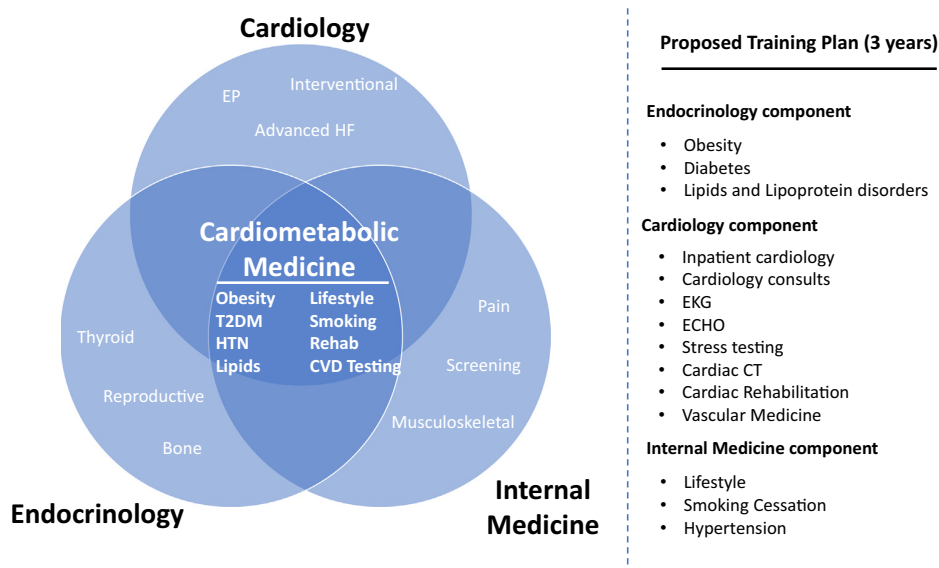 Cardiology
EP
Interventional
Advanced HF
Cardiometabolic
Medicine
Obesity Lifestyle
T2DM Smoking
HTN Rehab
Lipids CVD Testing
Thyroid
Reproductive
Bone
Pain
Screening
Musculoskeletal
Endocrinology
Internal
Medicine
Proposed Training Plan (3 years)
Endocrinology component
• Obesity
• Diabetes
• Lipids and Lipoprotein disorders
Cardiology component
• Inpatient cardiology
• Cardiology consults
• EKG
• ECHO
• Stress testing
• Cardiac CT
• Cardiac Rehabilitation
• Vascular Medicine
Internal Medicine component
• Lifestyle
• Smoking Cessation
• Hypertension